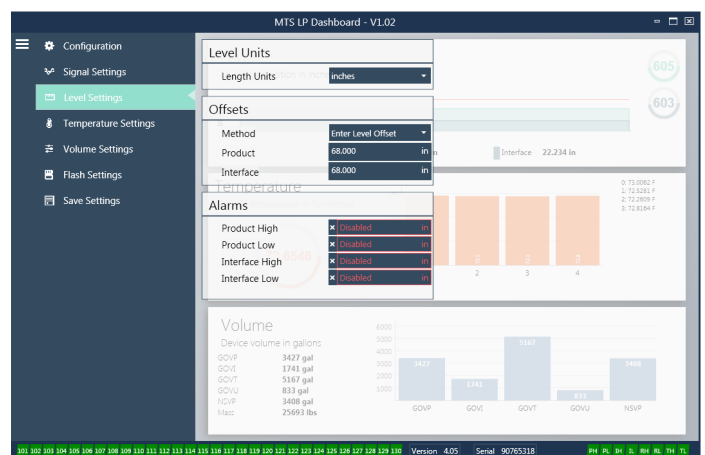 MTS LP Dashboard - V1.02
Configuration
Signal Settings
Level Settings
Temperature Settings
Volume Settings
Flash Settings
Save Settings
Level Units
Length Units inches
Offsets
Method Enter Level Offset
Product 68.000 in
Interface 68.000 in
Alarms
Product High Disabled in
Product Low Disabled in
Interface High Disabled in
Interface Low Disabled in
605
603
Interface 22.234 in
Temperature
0: 73.0062 F
1: 72.5281 F
2: 72.2609 F
3: 72.8164 F
2 3 4
Volume
Device volume in gallons
GOVP 3427 gal
GOVI 1741 gal
GOVT 5167 gal
GOVU 833 gal
NSVP 3408 gal
Mass 25693 lbs
6000
5000
4000
3000
2000
1000
3427
1741
5167
833
3408
GOVP GOVI GOVT GOVU NSVP
101 102 103 104 105 106 107 108 109 110 111 112 113 114 115 116 117 118 119 120 121 122 123 124 125 126 127 128 129 130 Version 4.05 Serial 90765318 PH PL IH IL RH RL TH TL